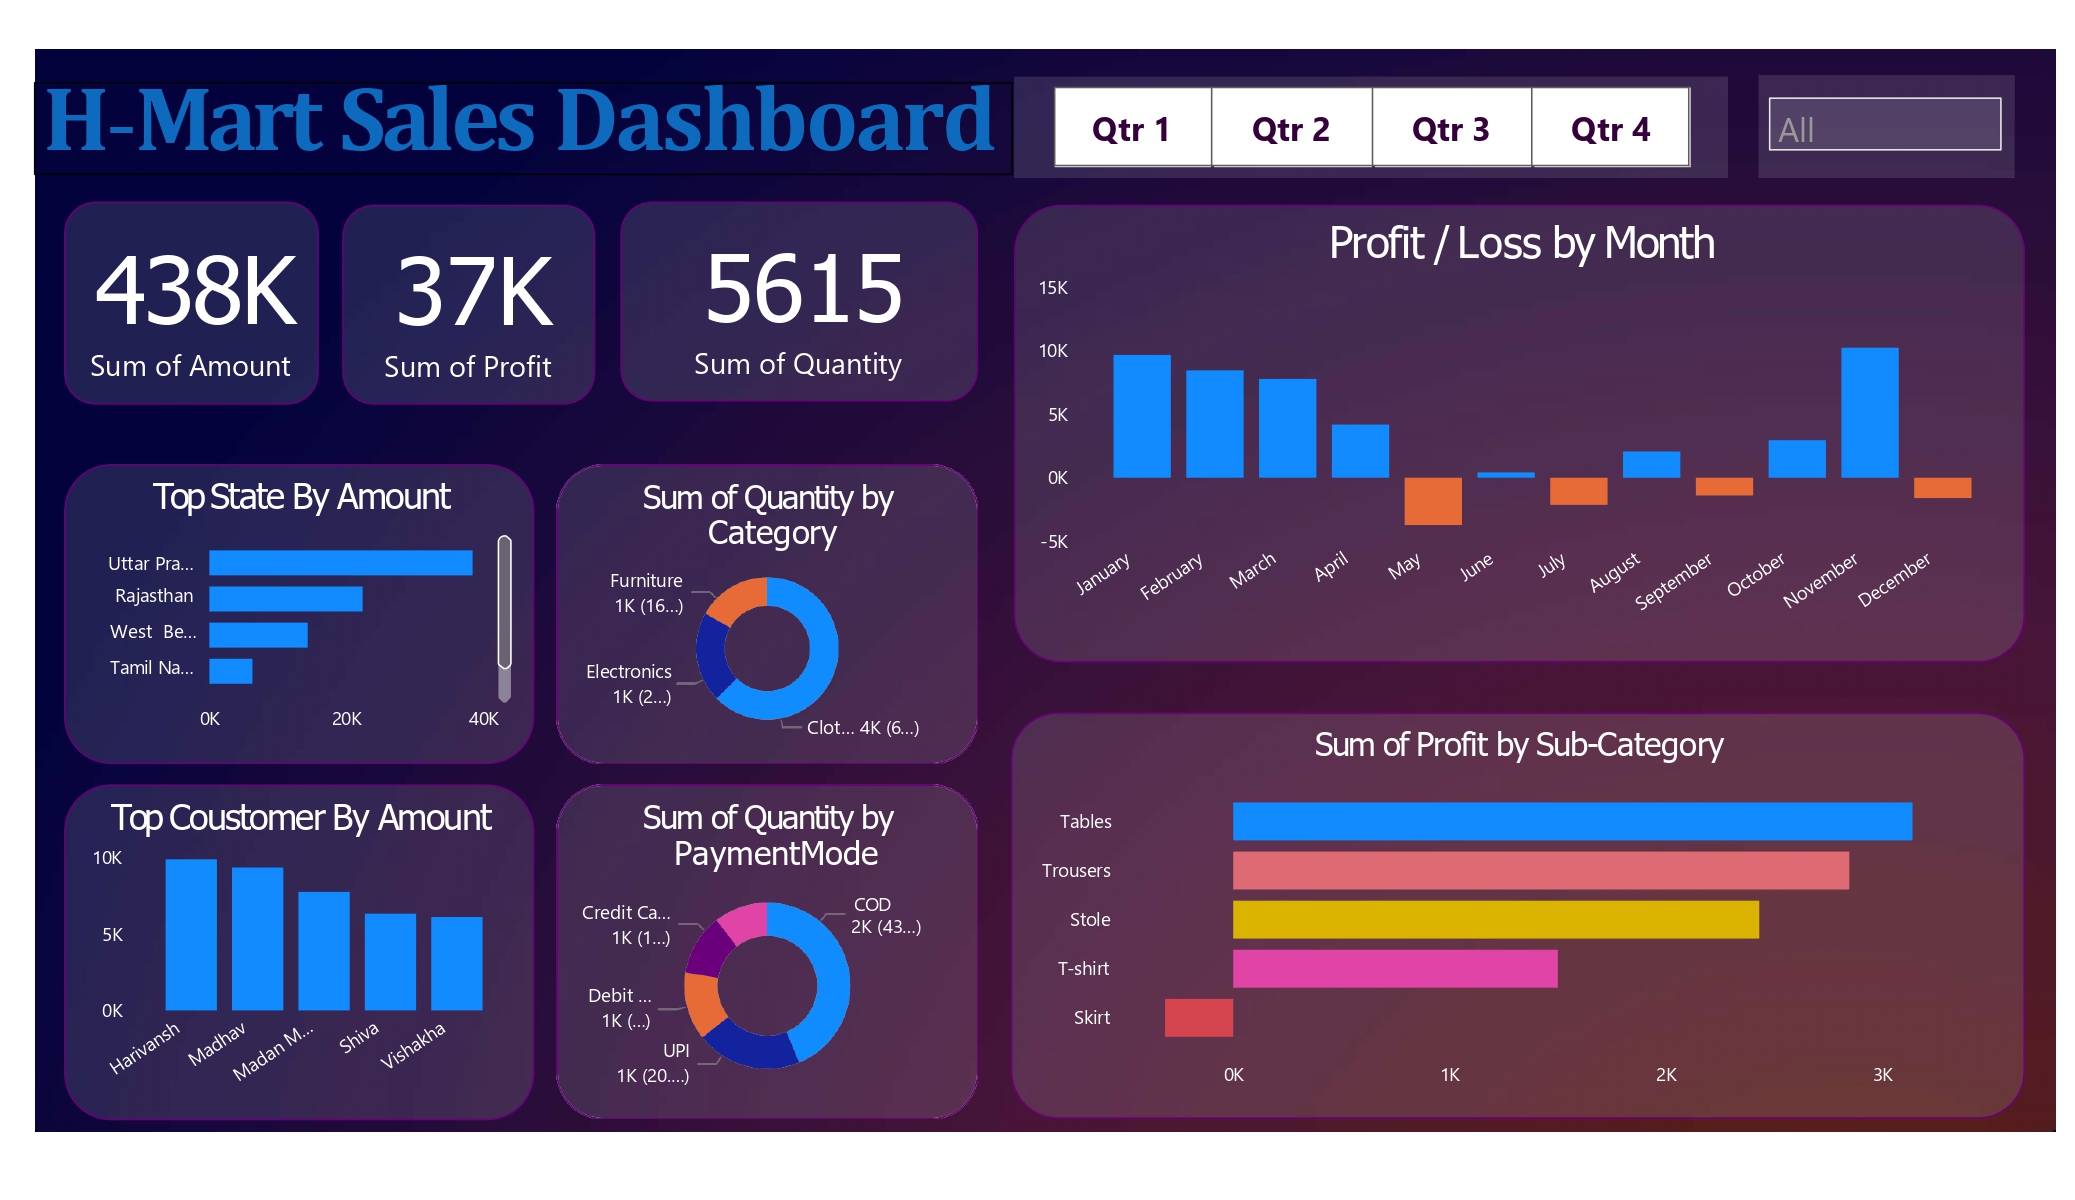 H-Mart Sales Dashboard
Qtr 1
Qtr 2
Qtr 3
Qtr 4
All
438K
Sum of Amount
37K
Sum of Profit
5615
Sum of Quantity
Profit / Loss by Month
15K
10K
5K
0K
-5K
January
February
March
April
May
June
July
August
September
October
November
December
Top State By Amount
Uttar Pra...
Rajasthan
West Be...
Tamil Na...
0K
20K
40K
Sum of Quantity by
Category
Furniture
1K (16...)
Electronics
1K (2...)
Clot... 4K (6...)
Top Coustomer By Amount
10K
5K
0K
Harivansh
Madhav
Madan M...
Shiva
Vishakha
Sum of Quantity by
PaymentMode
Credit Ca...
1K (1...)
COD
2K (43...)
Debit ...
1K (...)
UPI
1K (20....)
Sum of Profit by Sub-Category
Tables
Trousers
Stole
T-shirt
Skirt
0K
1K
2K
3K